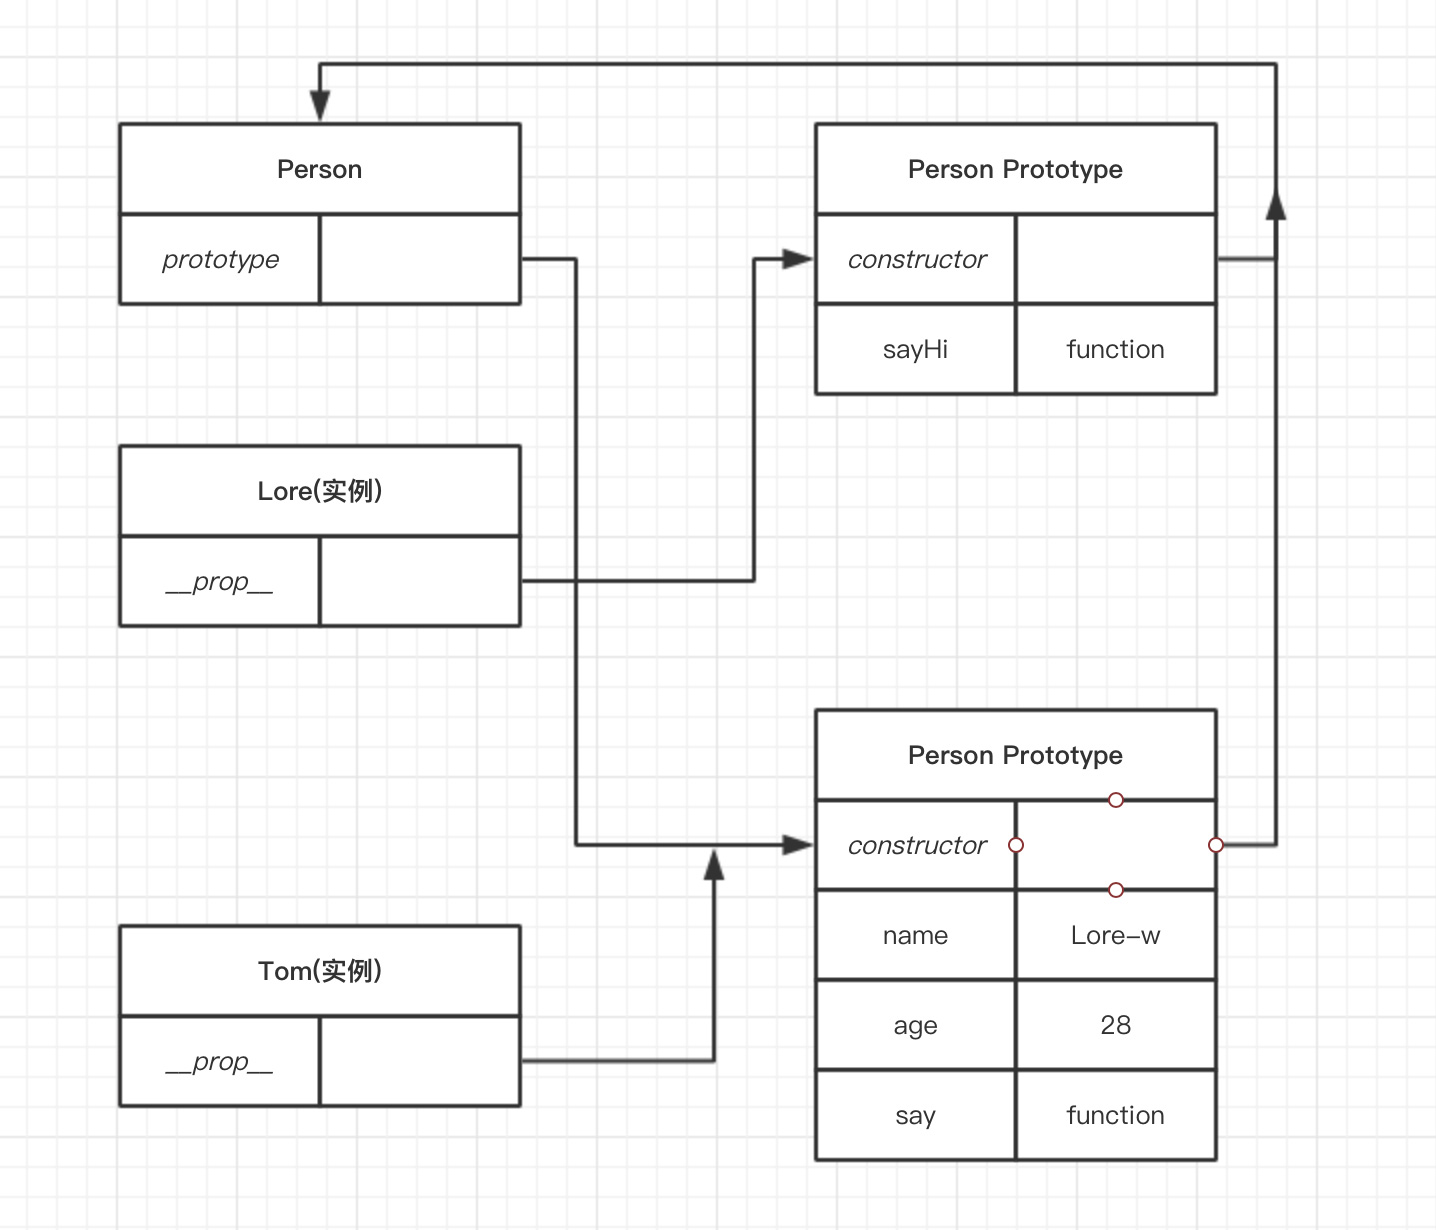 Person
prototype
Person Prototype
constructor
sayHi function
Lore(实例)
__prop__
Person Prototype
constructor
name Lore-w
age 28
say function
Tom(实例)
__prop__